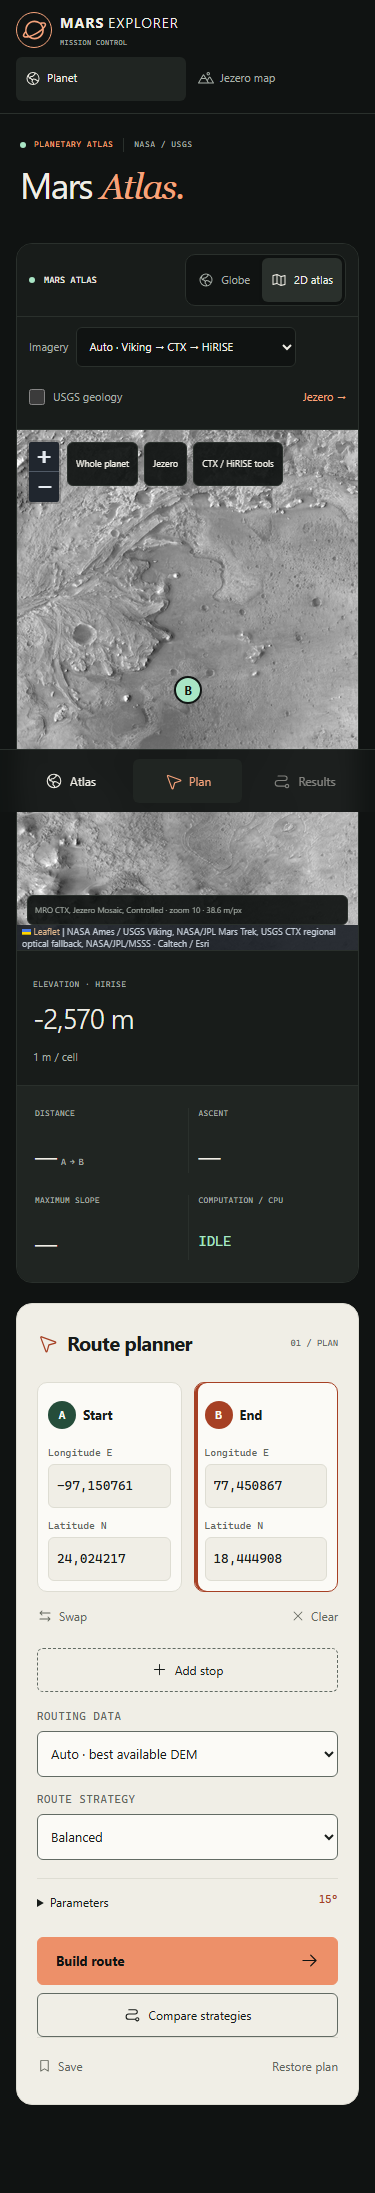 MARS EXPLORER
MISSION CONTROL
Planet
Jezero map
PLANETARY ATLAS
NASA / USGS
Mars Atlas.
MARS ATLAS
Globe
2D atlas
Imagery
Auto · Viking → CTX → HiRISE
USGS geology
Jezero →
+
−
Whole planet
Jezero
CTX / HiRISE tools
B
Atlas
Plan
Results
MRO CTX, Jezero Mosaic, Controlled · zoom 10 · 38.6 m/px
Leaflet | NASA Ames / USGS Viking, NASA/JPL Mars Trek, USGS CTX regional
optical fallback, NASA/JPL/MSSS · Caltech / Esri
ELEVATION · HIRISE
-2,570 m
1 m / cell
DISTANCE
— A → B
ASCENT
—
MAXIMUM SLOPE
—
COMPUTATION / CPU
IDLE
Route planner
01 / PLAN
A Start
Longitude E
−97,150761
Latitude N
24,024217
B End
Longitude E
77,450867
Latitude N
18,444908
Swap
Clear
+ Add stop
ROUTING DATA
Auto · best available DEM
ROUTE STRATEGY
Balanced
Parameters
15°
Build route
Compare strategies
Save
Restore plan